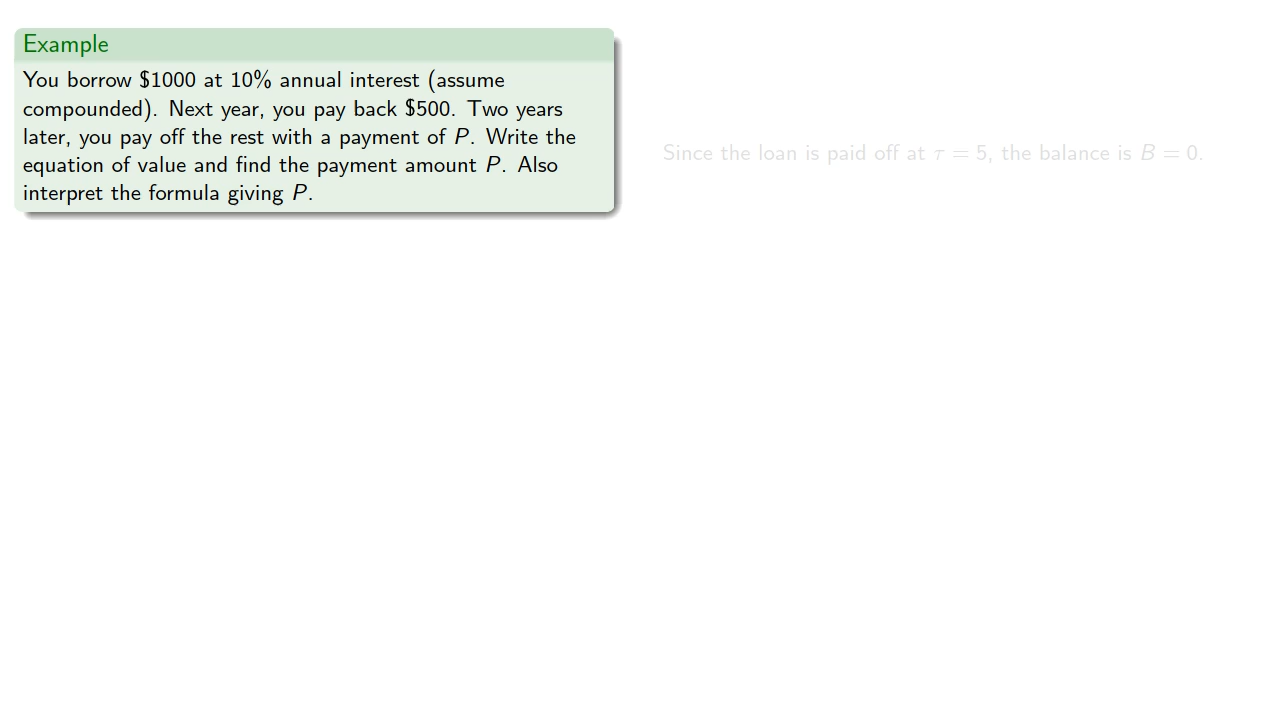 Example
You borrow $1000 at 10% annual interest (assume
compounded). Next year, you pay back $500. Two years
later, you pay off the rest with a payment of P. Write the
equation of value and find the payment amount P. Also
interpret the formula giving P.
Since the loan is paid off at τ = 5, the balance is B = 0.